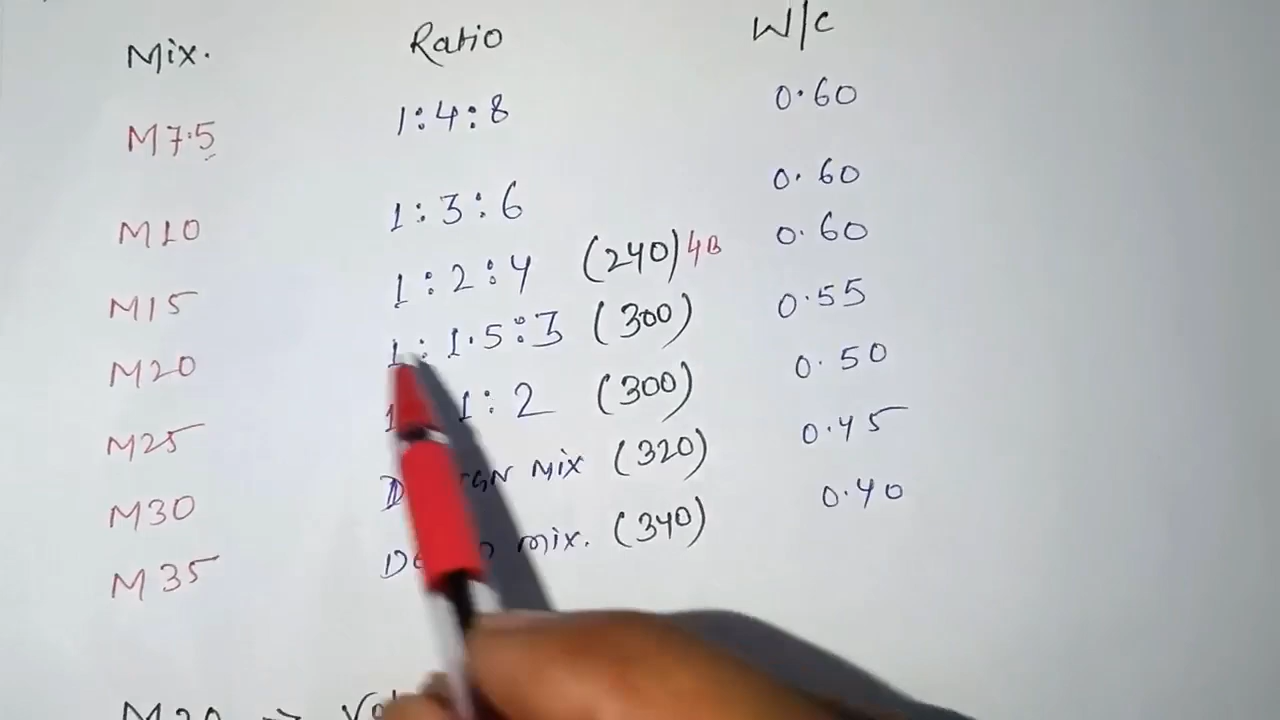 Mix. Ratio W/C
M7.5 1:4:8 0.60
M10 1:3:6 0.60
M15 1:2:4 (240) 4B 0.60
M20 1:1.5:3 (300) 0.55
M25 1:2 (300) 0.50
M30 mix (320) 0.45
M35 mix. (340) 0.40
M20 →